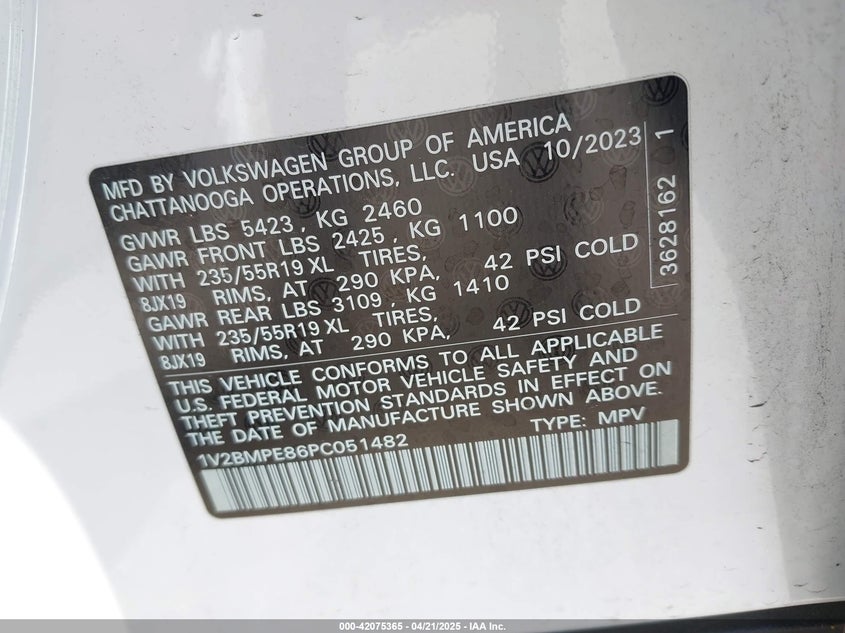 MFD BY VOLKSWAGEN GROUP OF AMERICA
CHATTANOOGA OPERATIONS, LLC. USA 10/2023
GVWR LBS 5423, KG 2460
GAWR FRONT LBS 2425, KG 1100
WITH 235/55R19 XL TIRES,
8JX19 RIMS, AT 290 KPA, 42 PSI COLD
GAWR REAR LBS 3109, KG 1410
WITH 235/55R19 XL TIRES,
8JX19 RIMS, AT 290 KPA, 42 PSI COLD
THIS VEHICLE CONFORMS TO ALL APPLICABLE
U.S. FEDERAL MOTOR VEHICLE SAFETY AND
THEFT PREVENTION STANDARDS IN EFFECT ON
THE DATE OF MANUFACTURE SHOWN ABOVE.
1V2BMPE86PC051482 TYPE: MPV
3628162 1
000-42075365 - 04/21/2025 - IAA Inc.